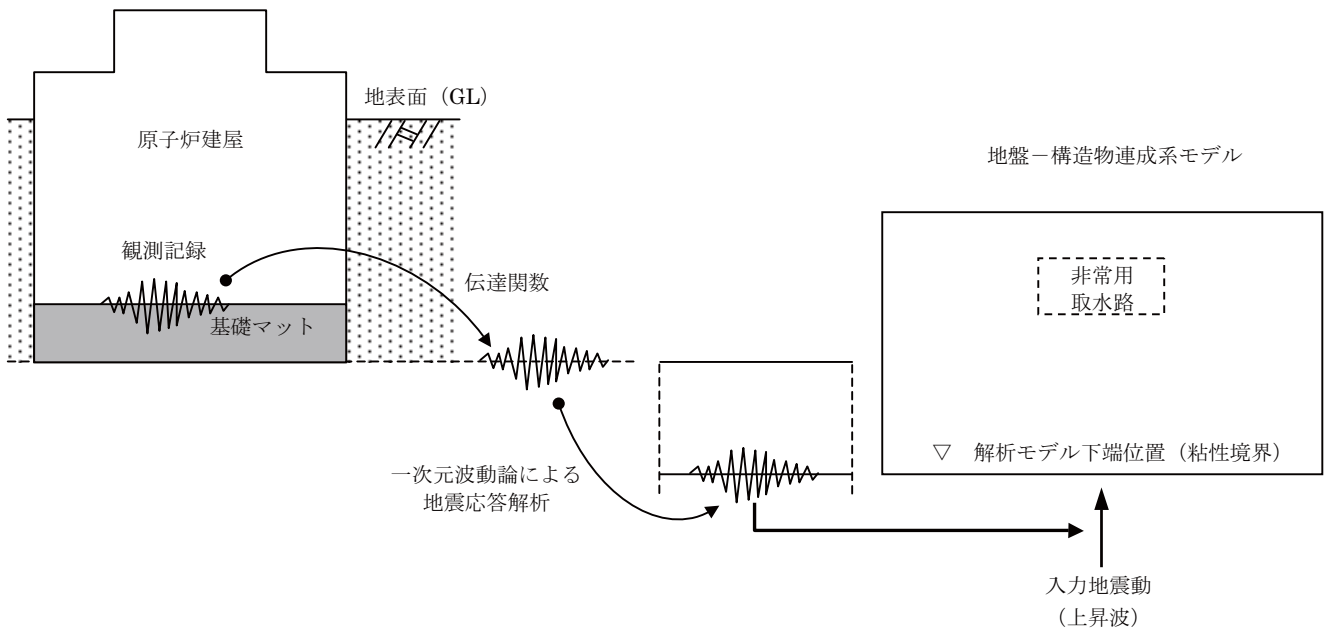 地表面（GL）
原子炉建屋
地盤－構造物連成系モデル
観測記録
伝達関数
基礎マット
非常用
取水路
▽ 解析モデル下端位置（粘性境界）
一次元波動論による
地震応答解析
入力地震動
（上昇波）